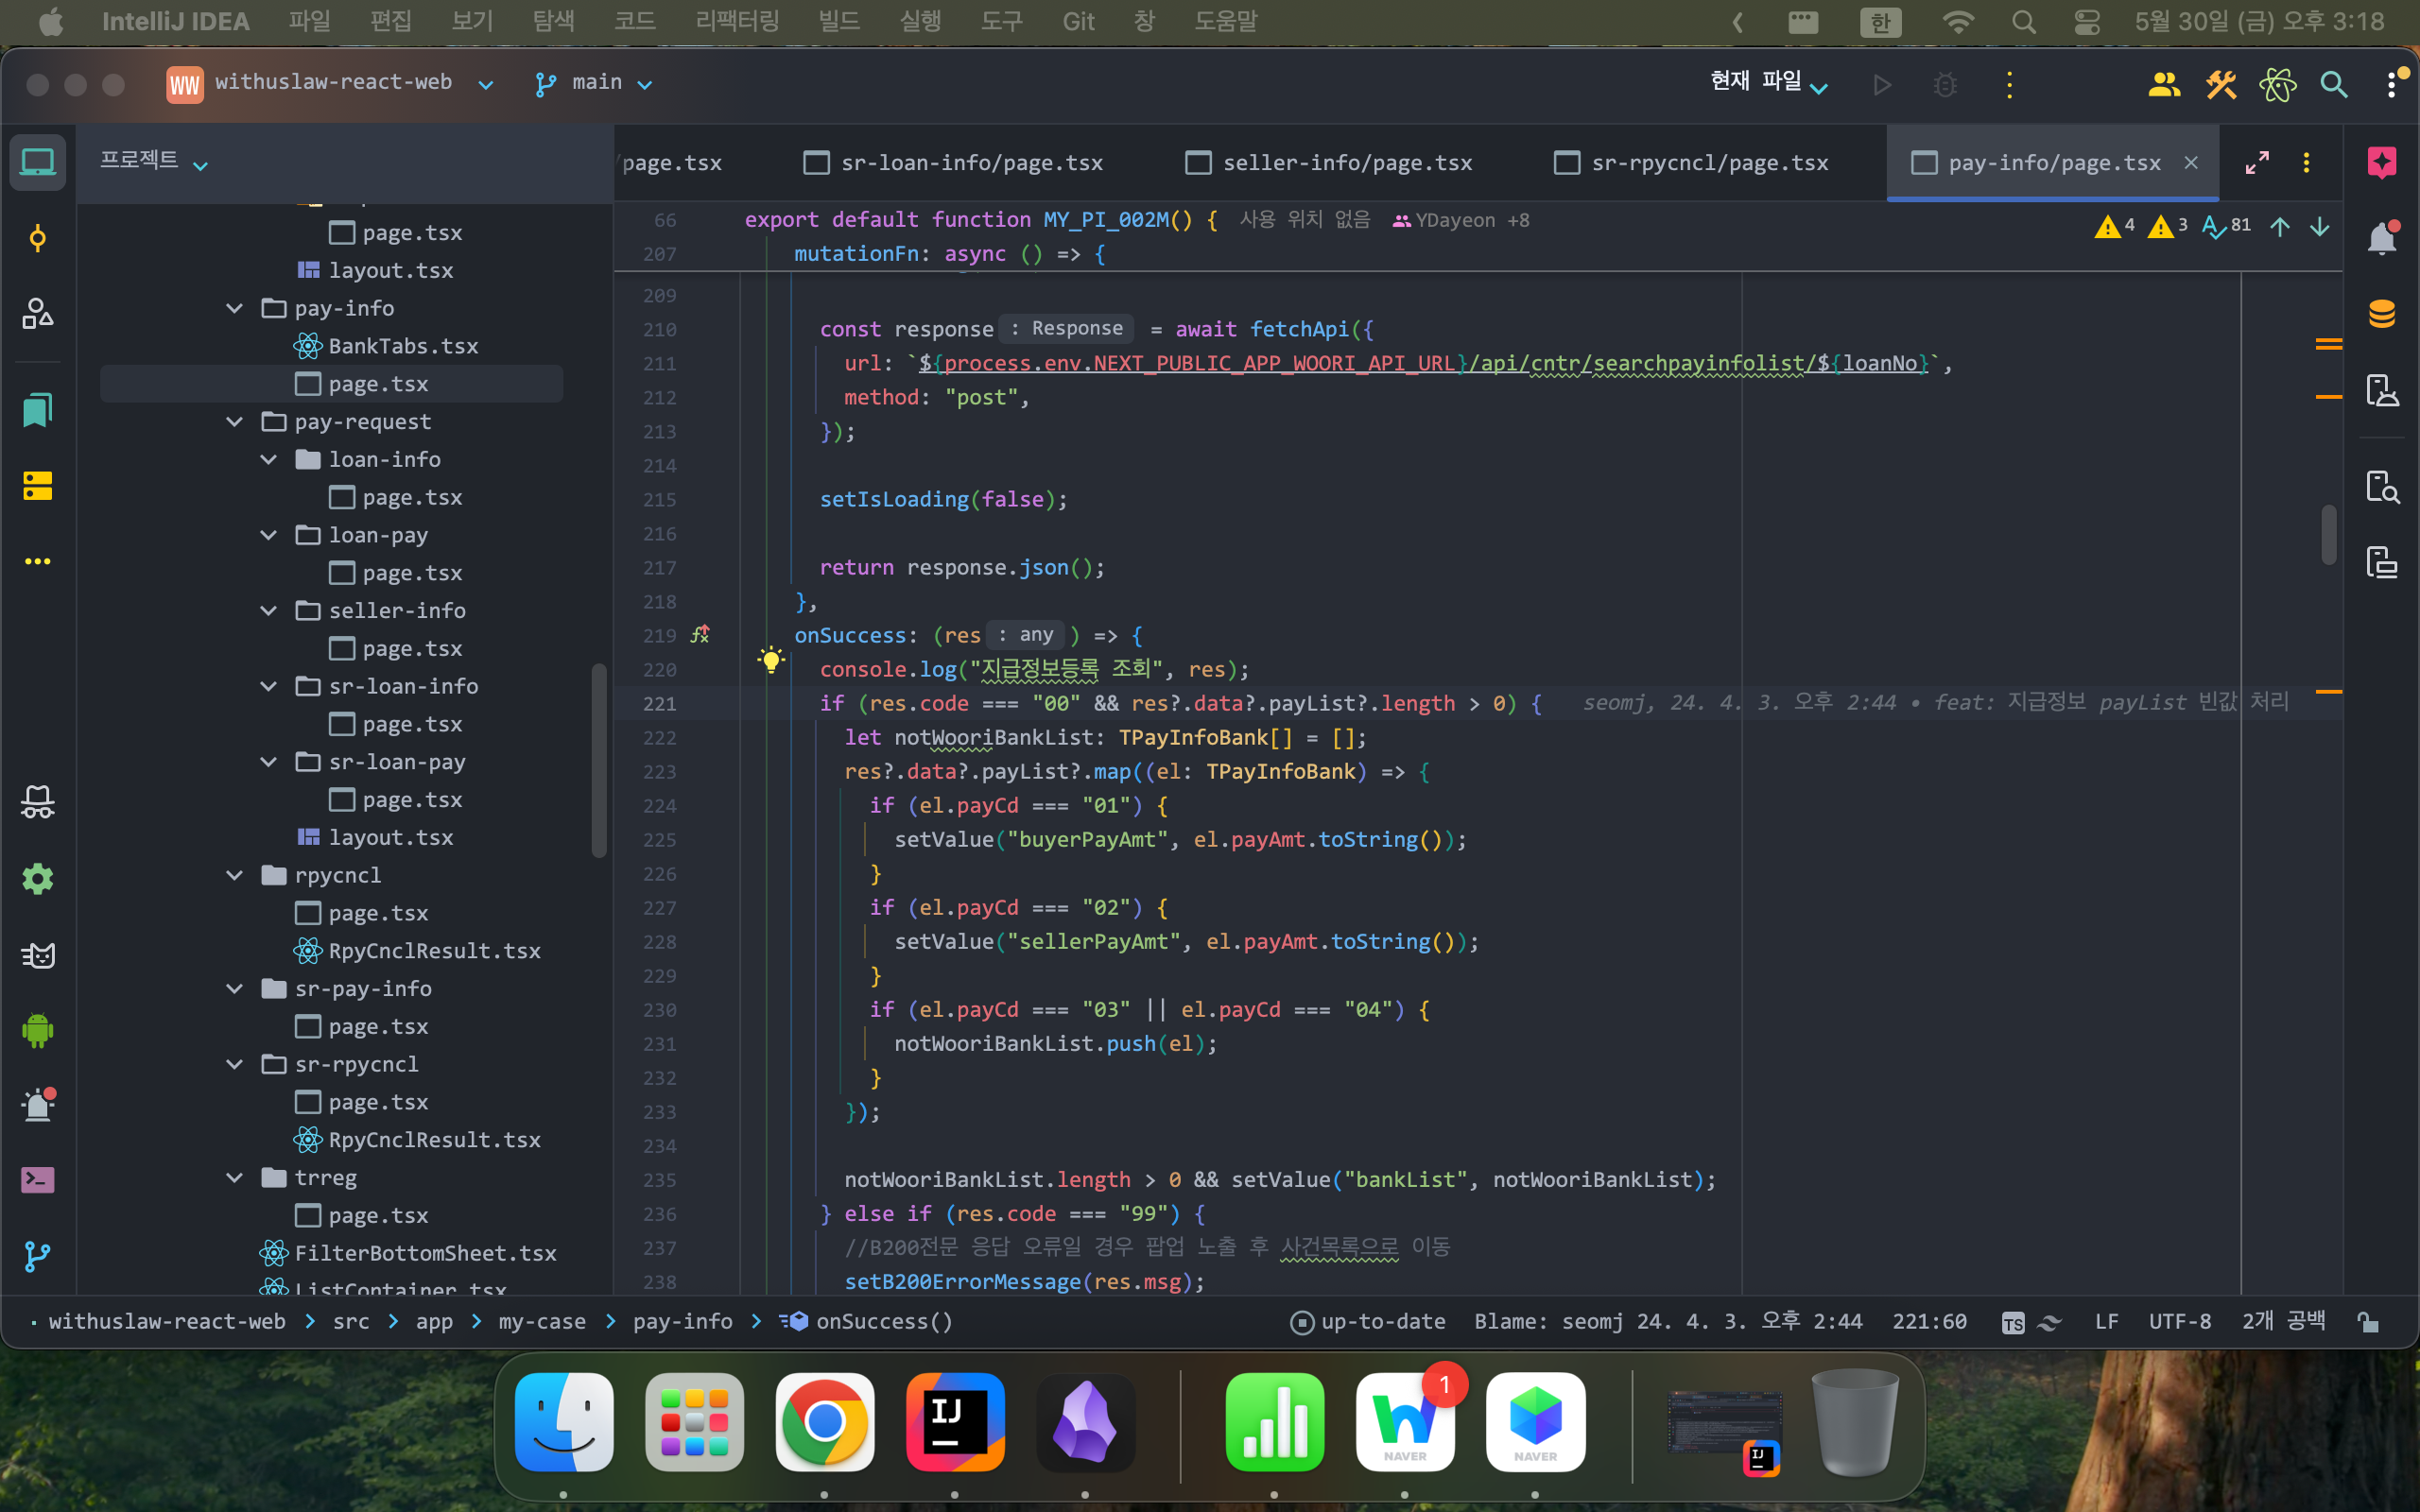 IntelliJ IDEA 파일 편집 보기 탐색 코드 리팩터링 빌드 실행 도구 Git 창 도움말 한 5월 30일 (금) 오후 3:18
WW withuslaw-react-web main 현재 파일
프로젝트
page.tsx sr-loan-info/page.tsx seller-info/page.tsx sr-rpycncl/page.tsx pay-info/page.tsx
page.tsx
layout.tsx
pay-info
BankTabs.tsx
page.tsx
pay-request
loan-info
page.tsx
loan-pay
page.tsx
seller-info
page.tsx
sr-loan-info
page.tsx
sr-loan-pay
page.tsx
layout.tsx
rpycncl
page.tsx
RpyCnclResult.tsx
sr-pay-info
page.tsx
sr-rpycncl
page.tsx
RpyCnclResult.tsx
trreg
page.tsx
FilterBottomSheet.tsx
ListContainer.tsx
66 export default function MY_PI_002M() { 사용 위치 없음 YDayeon +8
4 3 81
207 mutationFn: async () => {
209
210 const response : Response = await fetchApi({
211 url: `${process.env.NEXT_PUBLIC_APP_WOORI_API_URL}/api/cntr/searchpayinfolist/${loanNo}`,
212 method: "post",
213 });
214
215 setIsLoading(false);
216
217 return response.json();
218 },
219 onSuccess: (res : any ) => {
220 console.log("지급정보등록 조회", res);
221 if (res.code === "00" && res?.data?.payList?.length > 0) { seomj, 24. 4. 3. 오후 2:44 • feat: 지급정보 payList 빈값 처리
222 let notWooriBankList: TPayInfoBank[] = [];
223 res?.data?.payList?.map((el: TPayInfoBank) => {
224 if (el.payCd === "01") {
225 setValue("buyerPayAmt", el.payAmt.toString());
226 }
227 if (el.payCd === "02") {
228 setValue("sellerPayAmt", el.payAmt.toString());
229 }
230 if (el.payCd === "03" || el.payCd === "04") {
231 notWooriBankList.push(el);
232 }
233 });
234
235 notWooriBankList.length > 0 && setValue("bankList", notWooriBankList);
236 } else if (res.code === "99") {
237 //B200전문 응답 오류일 경우 팝업 노출 후 사건목록으로 이동
238 setB200ErrorMessage(res.msg);
withuslaw-react-web src app my-case pay-info onSuccess() up-to-date Blame: seomj 24. 4. 3. 오후 2:44 221:60 TS LF UTF-8 2개 공백
IJ
1
NAVER
NAVER
IJ